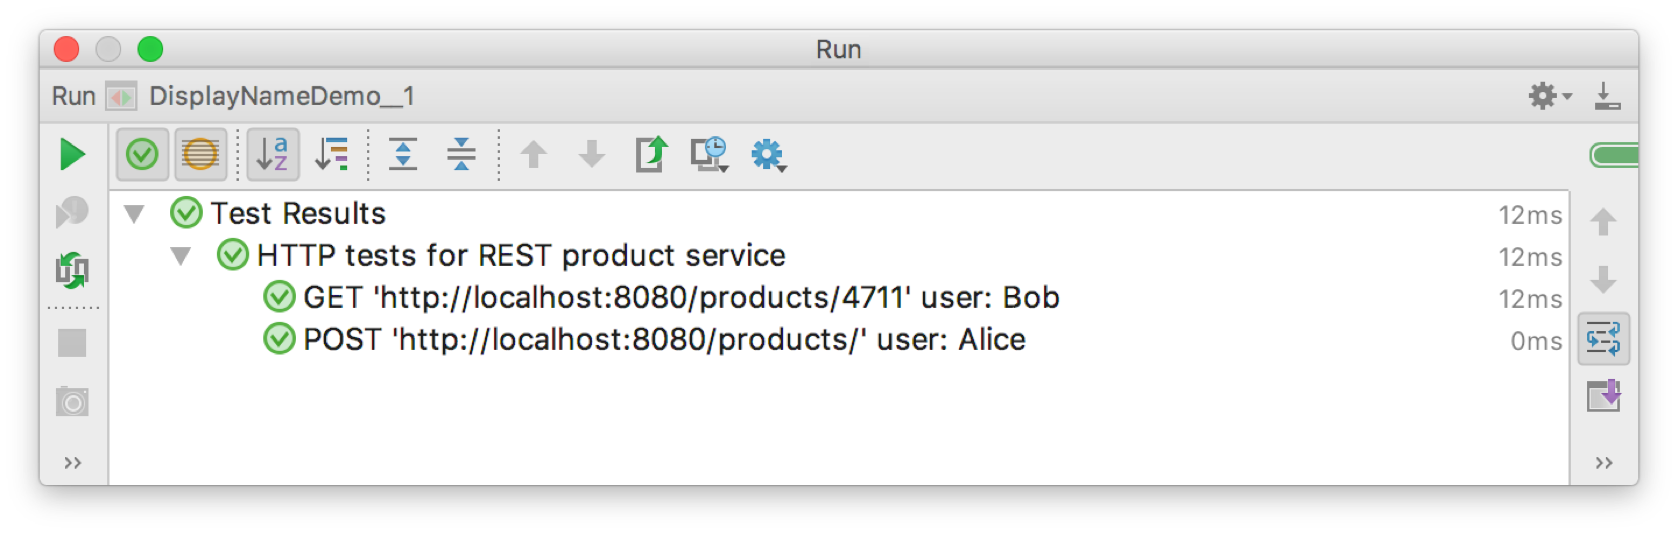 Run
Run DisplayNameDemo__1
Test Results 12ms
HTTP tests for REST product service 12ms
GET 'http://localhost:8080/products/4711' user: Bob 12ms
POST 'http://localhost:8080/products/' user: Alice 0ms